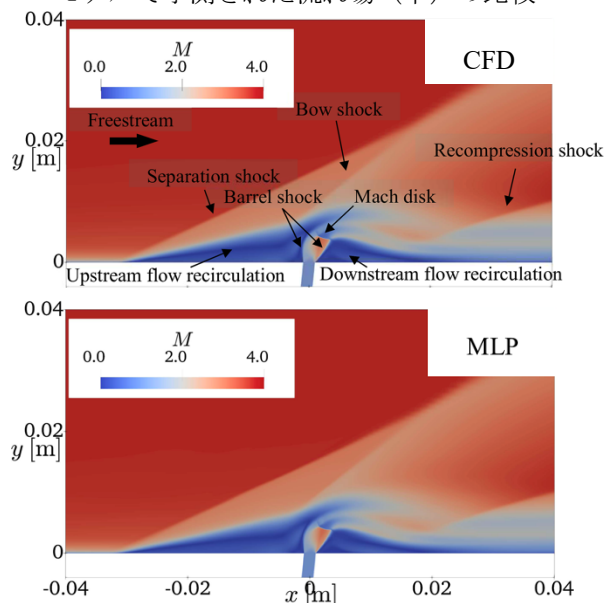 M
CFD
0.0 2.0 4.0
0.04
Freestream
Bow shock
0.02
y [m]
Recompression shock
Separation shock
Barrel shock
Mach disk
0
Upstream flow recirculation
Downstream flow recirculation
0.04
M
MLP
0.0 2.0 4.0
0.02
y [m]
0
-0.04 -0.02 0 0.02 0.04
x [m]